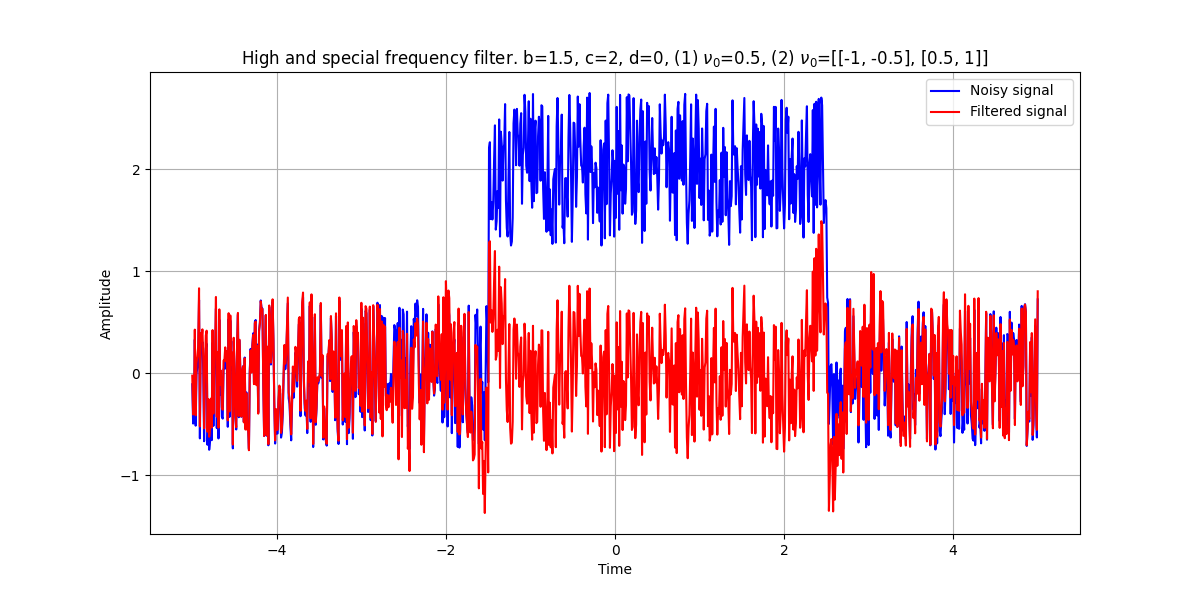 High and special frequency filter. b=1.5, c=2, d=0, (1) ν₀=0.5, (2) ν₀=[[-1, -0.5], [0.5, 1]]
Noisy signal
Filtered signal
Amplitude
2
1
0
−1
−4
−2
0
2
4
Time